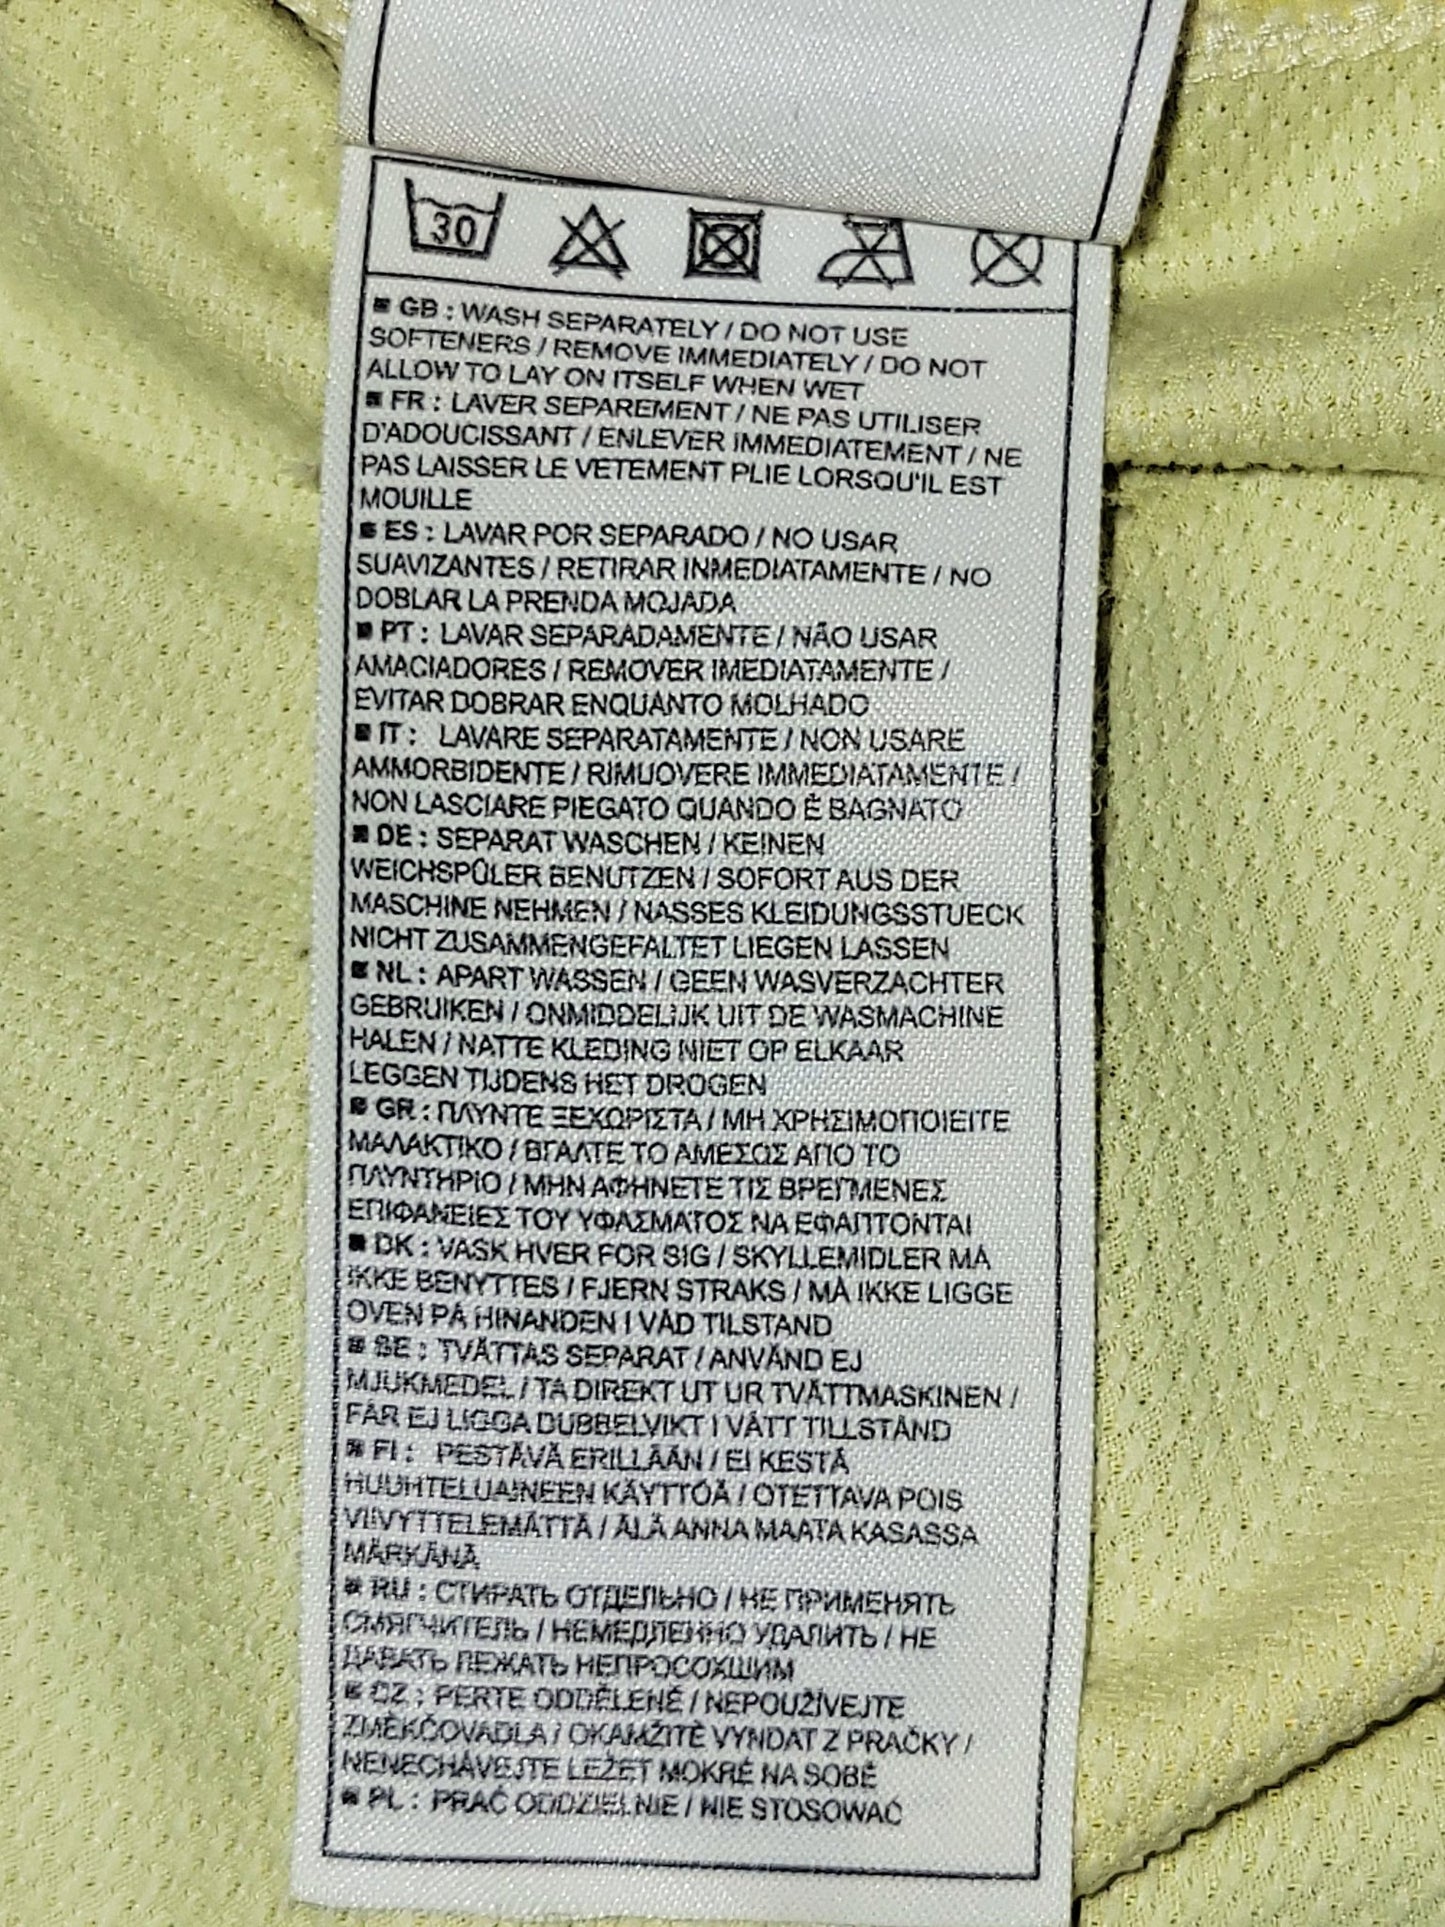 30
■ GB : WASH SEPARATELY / DO NOT USE
SOFTENERS / REMOVE IMMEDIATELY / DO NOT
ALLOW TO LAY ON ITSELF WHEN WET
■ FR : LAVER SEPAREMENT / NE PAS UTILISER
D'ADOUCISSANT / ENLEVER IMMEDIATEMENT / NE
PAS LAISSER LE VETEMENT PLIE LORSQU'IL EST
MOUILLE
■ ES : LAVAR POR SEPARADO / NO USAR
SUAVIZANTES / RETIRAR INMEDIATAMENTE / NO
DOBLAR LA PRENDA MOJADA
■ PT : LAVAR SEPARADAMENTE / NÃO USAR
AMACIADORES / REMOVER IMEDIATAMENTE /
EVITAR DOBRAR ENQUANTO MOLHADO
■ IT : LAVARE SEPARATAMENTE / NON USARE
AMMORBIDENTE / RIMUOVERE IMMEDIATAMENTE /
NON LASCIARE PIEGATO QUANDO È BAGNATO
■ DE : SEPARAT WASCHEN / KEINEN
WEICHSPÜLER BENUTZEN / SOFORT AUS DER
MASCHINE NEHMEN / NASSES KLEIDUNGSSTUECK
NICHT ZUSAMMENGEFALTET LIEGEN LASSEN
■ NL : APART WASSEN / GEEN WASVERZACHTER
GEBRUIKEN / ONMIDDELIJK UIT DE WASMACHINE
HALEN / NATTE KLEDING NIET OP ELKAAR
LEGGEN TIJDENS HET DROGEN
■ GR : ΠΛΥΝΤΕ ΞΕΧΩΡΙΣΤΑ / ΜΗ ΧΡΗΣΙΜΟΠΟΙΕΙΤΕ
ΜΑΛΑΚΤΙΚΟ / ΒΓΑΛΤΕ ΤΟ ΑΜΕΣΩΣ ΑΠΟ ΤΟ
ΠΛΥΝΤΗΡΙΟ / ΜΗΝ ΑΦΗΝΕΤΕ ΤΙΣ ΒΡΕΓΜΕΝΕΣ
ΕΠΙΦΑΝΕΙΕΣ ΤΟΥ ΥΦΑΣΜΑΤΟΣ ΝΑ ΕΦΑΠΤΟΝΤΑΙ
■ DK : VASK HVER FOR SIG / SKYLLEMIDLER MÅ
IKKE BENYTTES / FJERN STRAKS / MÅ IKKE LIGGE
OVEN PÅ HINANDEN I VÅD TILSTAND
■ SE : TVÄTTAS SEPARAT / ANVÄND EJ
MJUKMEDEL / TA DIREKT UT UR TVÄTTMASKINEN /
FÅR EJ LIGGA DUBBELVIKT I VÅTT TILLSTÅND
■ FI : PESTÄVÄ ERILLÄÄN / EI KESTÄ
HUUHTELUAINEEN KÄYTTÖÄ / OTETTAVA POIS
VIIVYTTELEMÄTTÄ / ÄLÄ ANNA MAATA KASASSA
MÄRKÄNÄ
■ RU : СТИРАТЬ ОТДЕЛЬНО / НЕ ПРИМЕНЯТЬ
СМЯГЧИТЕЛЬ / НЕМЕДЛЕННО УДАЛИТЬ / НЕ
ДАВАТЬ ЛЕЖАТЬ НЕПРОСОХШИМ
■ CZ : PERTE ODDĚLENĚ / NEPOUŽÍVEJTE
ZMĚKČOVADLA / OKAMŽITĚ VYNDAT Z PRAČKY /
NENECHÁVEJTE LEŽET MOKRÉ NA SOBĚ
■ PL : PRAĆ ODDZIELNIE / NIE STOSOWAĆ